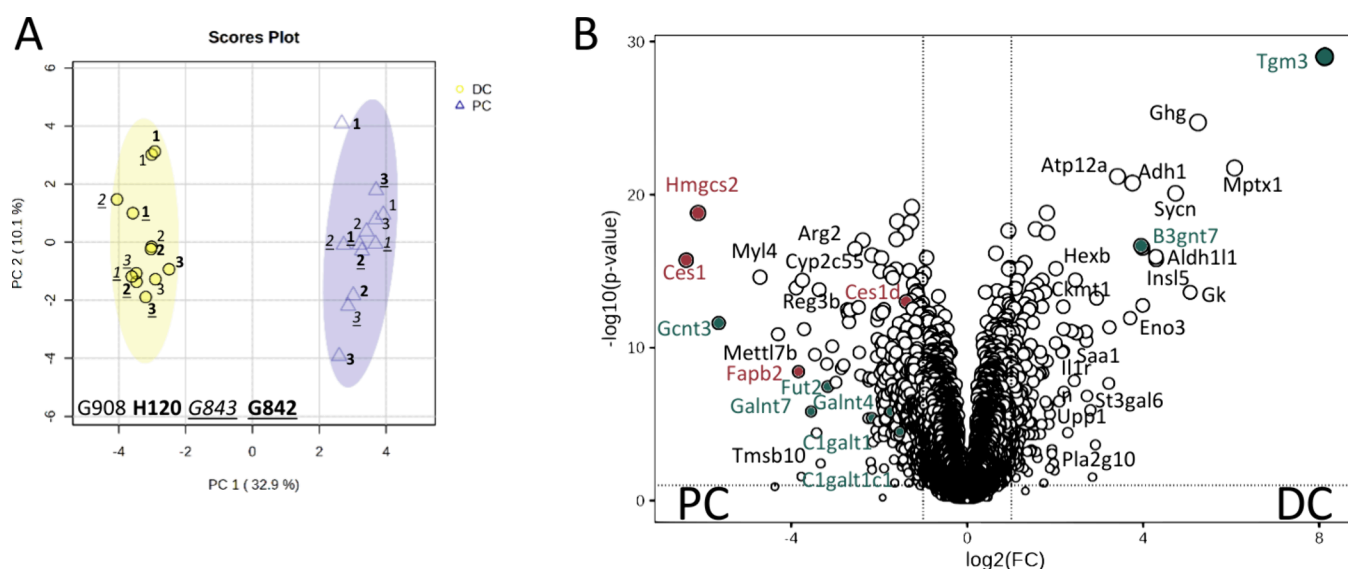 A
Scores Plot
DC
PC
PC 2 ( 10.1 %)
6
4
2
0
-2
-4
-6
1
1
2
1
2
2
3
1
3
3
2
3
1
3
1
2
3
2
1
1
2
2
3
3
G908 H120 G843 G842
-4
-2
0
2
4
PC 1 ( 32.9 %)
B
-log10(p-value)
30
20
10
0
Tgm3
Ghg
Atp12a
Adh1
Mptx1
Hmgcs2
Sycn
Arg2
B3gnt7
Myl4
Hexb
Aldh1l1
Cyp2c55
Ces1
Insl5
Ces1d
Ckmt1
Gk
Reg3b
Gcnt3
Eno3
Mettl7b
Saa1
Fapb2
Il1r
Fut2
St3gal6
Galnt7
Galnt4
Upp1
C1galt1
Tmsb10
Pla2g10
C1galt1c1
PC
DC
-4
0
4
8
log2(FC)